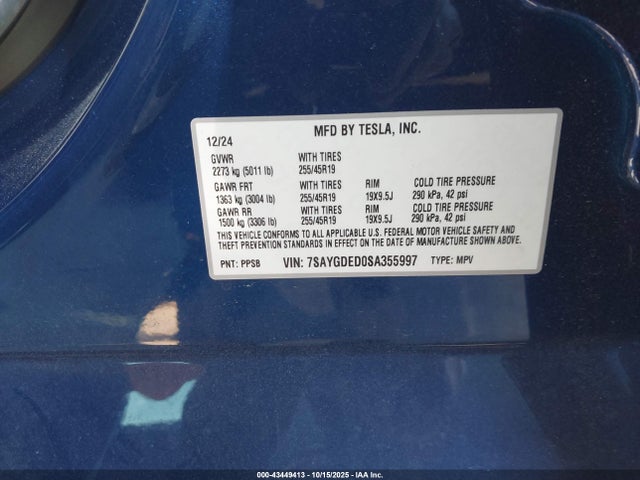 12/24 MFD BY TESLA, INC.
GVWR WITH TIRES
2273 kg (5011 lb) 255/45R19
GAWR FRT WITH TIRES RIM COLD TIRE PRESSURE
1363 kg (3004 lb) 255/45R19 19X9.5J 290 kPa, 42 psi
GAWR RR WITH TIRES RIM COLD TIRE PRESSURE
1500 kg (3306 lb) 255/45R19 19X9.5J 290 kPa, 42 psi
THIS VEHICLE CONFORMS TO ALL APPLICABLE U.S. FEDERAL MOTOR VEHICLE SAFETY AND
THEFT PREVENTION STANDARDS IN EFFECT ON THE DATE OF MANUFACTURE SHOWN ABOVE.
PNT: PPSB VIN: 7SAYGDED0SA355997 TYPE: MPV
000-43449413 - 10/15/2025 - IAA Inc.